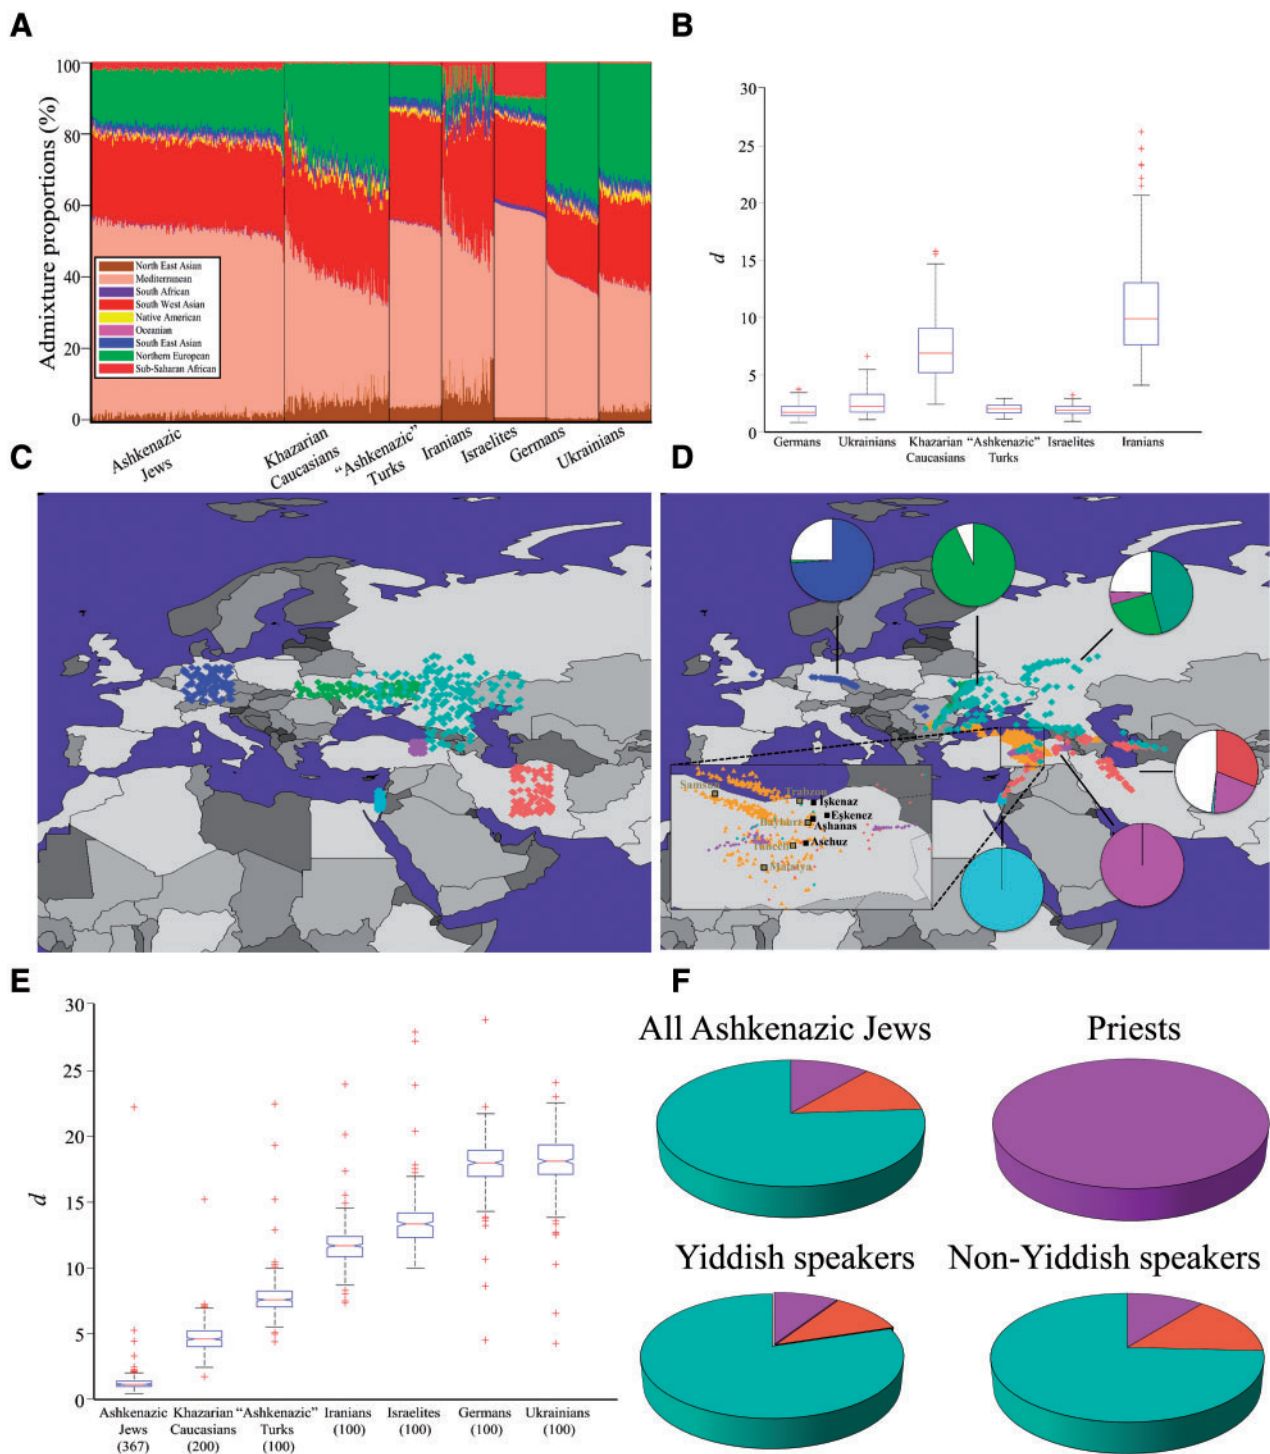 A
Admixture proportions (%)
100
80
60
40
20
0
North East Asian
Mediterranean
South African
South West Asian
Native American
Oceanian
South East Asian
Northern European
Sub-Saharan African
Ashkenazic
Jews
Khazarian
Caucasians
"Ashkenazic"
Turks
Iranians
Israelites
Germans
Ukrainians
B
d
30
25
20
15
10
5
0
Germans
Ukrainians
Khazarian
Caucasians
"Ashkenazic"
Turks
Israelites
Iranians
C
D
Samsun
Trabzon
Işkenaz
Eşkenez
Bayburt
Aşhanas
Tunceli
Aschuz
Malatya
E
d
30
25
20
15
10
5
0
Ashkenazic
Jews
(367)
Khazarian
Caucasians
(200)
"Ashkenazic"
Turks
(100)
Iranians
(100)
Israelites
(100)
Germans
(100)
Ukrainians
(100)
F
All Ashkenazic Jews
Priests
Yiddish speakers
Non-Yiddish speakers